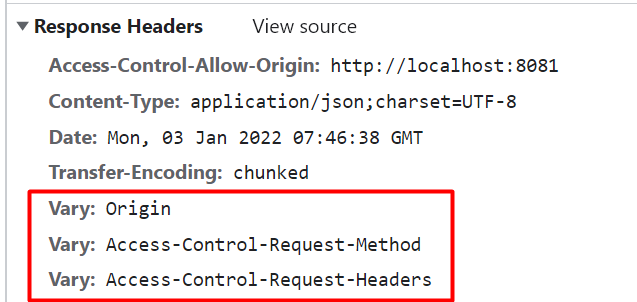 Response Headers View source
Access-Control-Allow-Origin: http://localhost:8081
Content-Type: application/json;charset=UTF-8
Date: Mon, 03 Jan 2022 07:46:38 GMT
Transfer-Encoding: chunked
Vary: Origin
Vary: Access-Control-Request-Method
Vary: Access-Control-Request-Headers